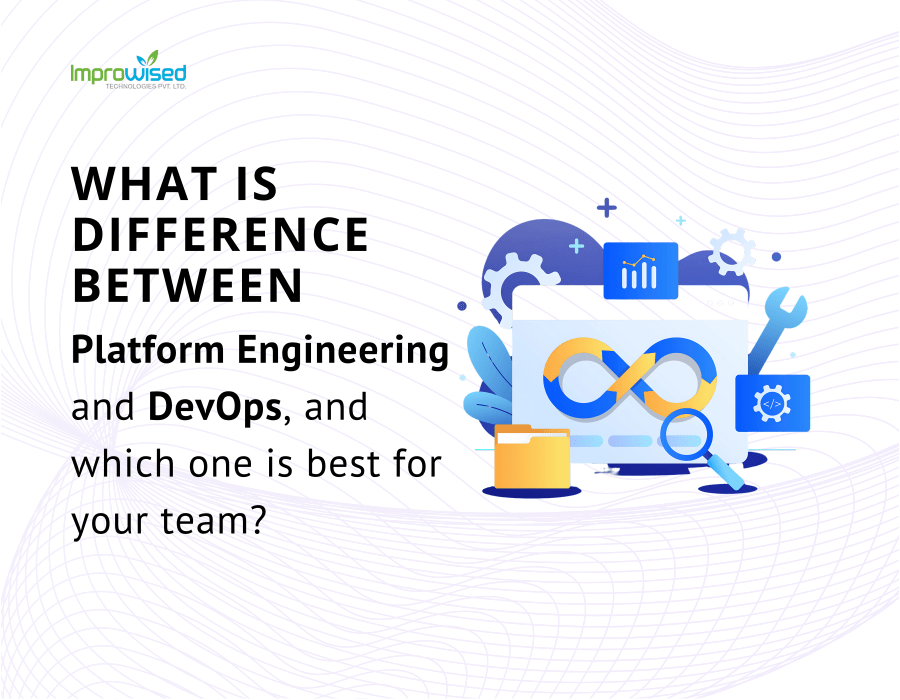 Improwised
TECHNOLOGIES PVT. LTD.
WHAT IS
DIFFERENCE
BETWEEN
Platform Engineering
and DevOps, and
which one is best for
your team?
</>